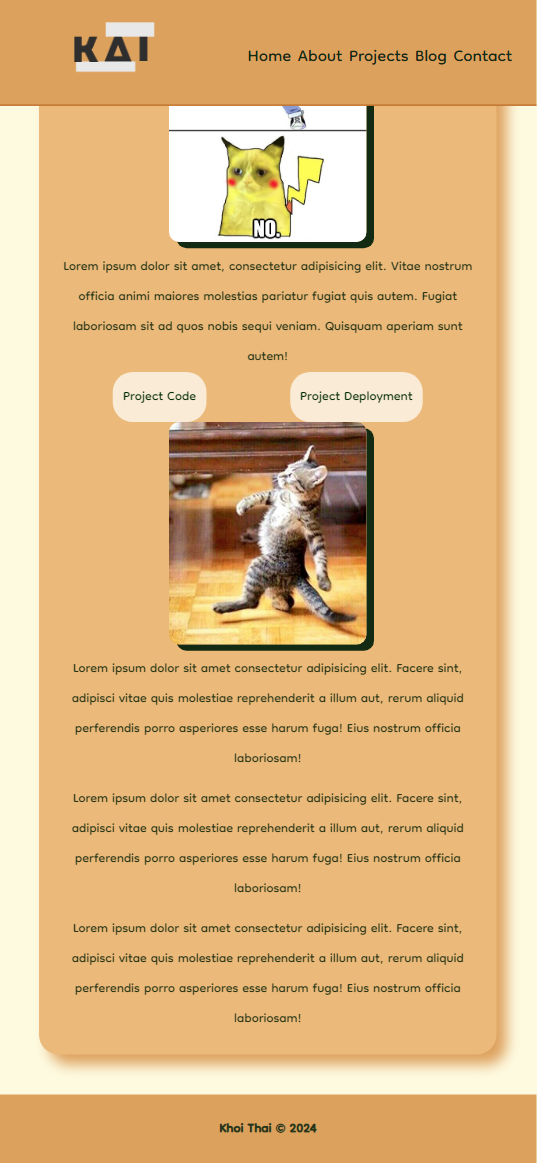 KAI
Home About Projects Blog Contact
NO.
Lorem ipsum dolor sit amet, consectetur adipisicing elit. Vitae nostrum
officia animi maiores molestias pariatur fugiat quis autem. Fugiat
laboriosam sit ad quos nobis sequi veniam. Quisquam aperiam sunt
autem!
Project Code
Project Deployment
Lorem ipsum dolor sit amet consectetur adipisicing elit. Facere sint,
adipisci vitae quis molestiae reprehenderit a illum aut, rerum aliquid
perferendis porro asperiores esse harum fuga! Eius nostrum officia
laboriosam!
Lorem ipsum dolor sit amet consectetur adipisicing elit. Facere sint,
adipisci vitae quis molestiae reprehenderit a illum aut, rerum aliquid
perferendis porro asperiores esse harum fuga! Eius nostrum officia
laboriosam!
Lorem ipsum dolor sit amet consectetur adipisicing elit. Facere sint,
adipisci vitae quis molestiae reprehenderit a illum aut, rerum aliquid
perferendis porro asperiores esse harum fuga! Eius nostrum officia
laboriosam!
Khoi Thai © 2024